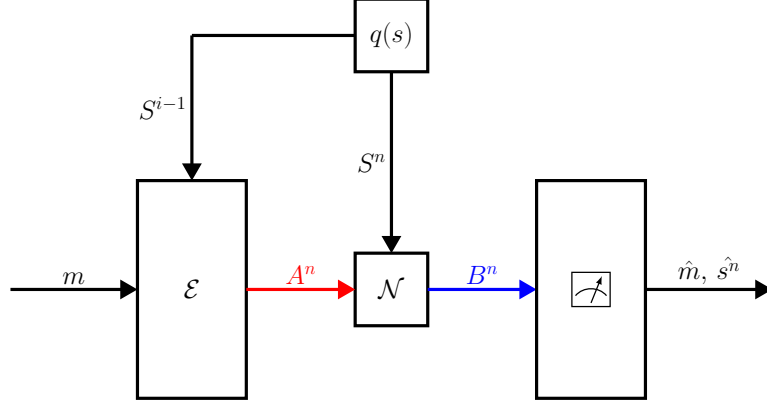 q(s)
S^{i-1}
S^n
m
ℰ
A^n
𝒩
B^n
m̂, ŝ^n